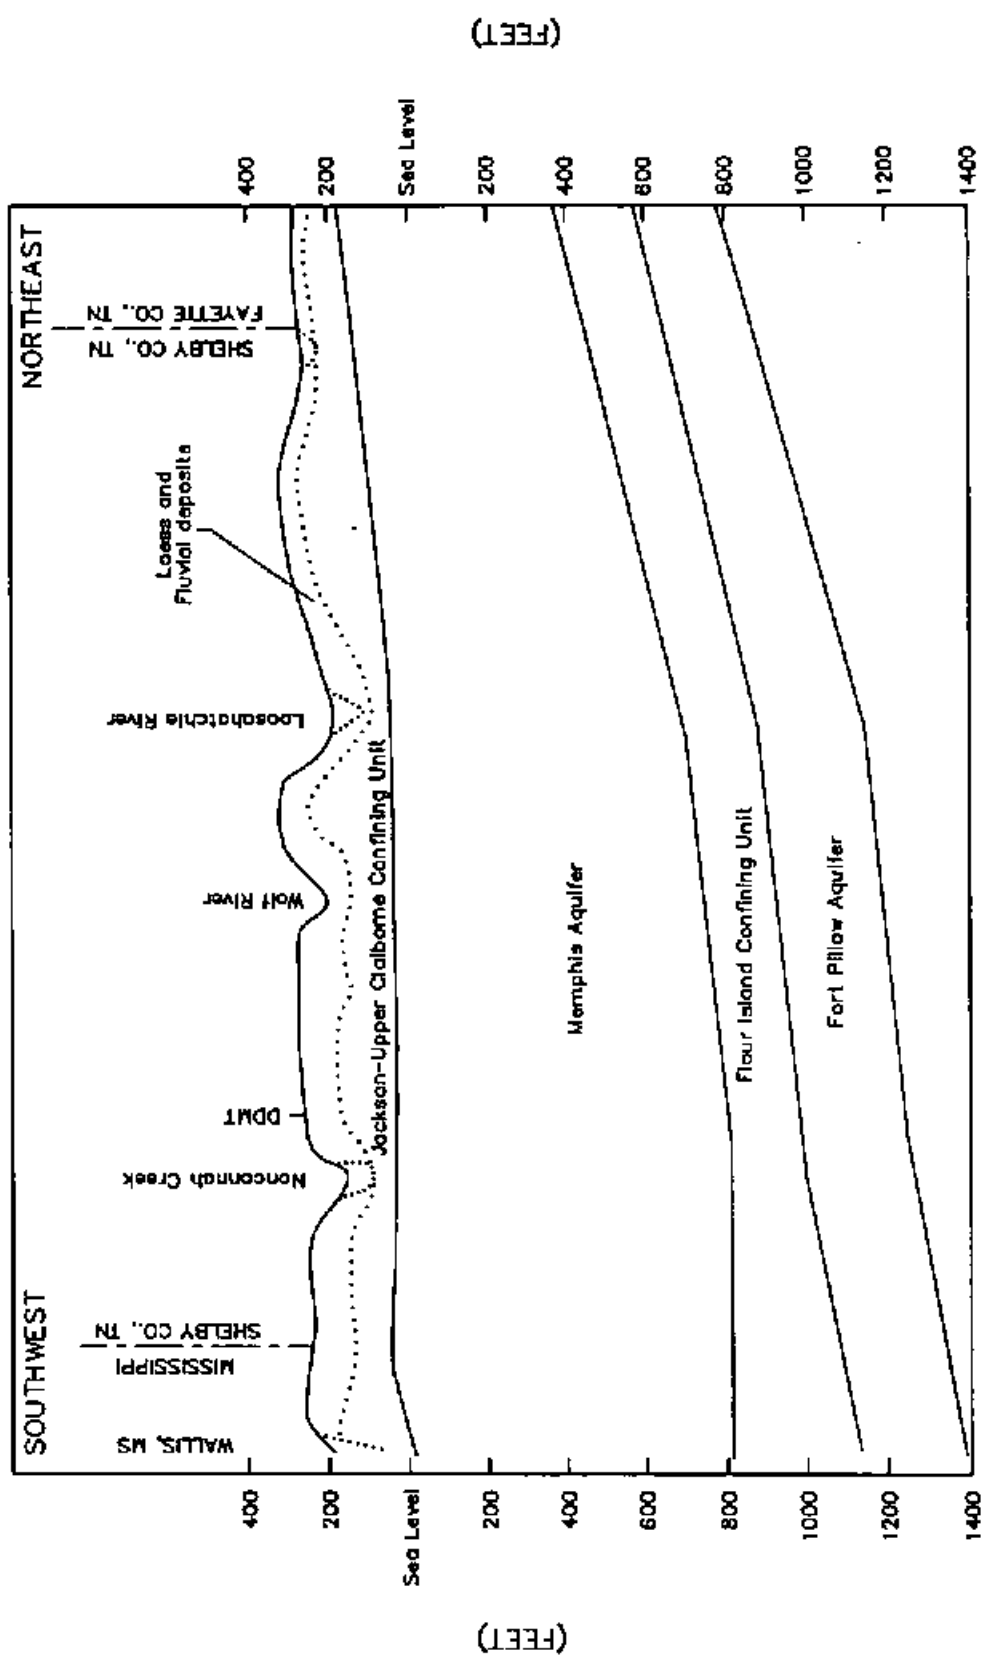 SOUTHWEST
NORTHEAST
WALLIS, MS
MISSISSIPPI
SHELBY CO., TN
Nonconnah Creek
DDMT
Wolf River
Loosahatchie River
Loess and
Fluvial deposits
SHELBY CO., TN
FAYETTE CO., TN
Jackson-Upper Claiborne Confining Unit
Memphis Aquifer
Flour Island Confining Unit
Fort Pillow Aquifer
(FEET)
400
200
Sea Level
200
400
600
800
1000
1200
1400
(FEET)
400
200
Sea Level
200
400
600
800
1000
1200
1400